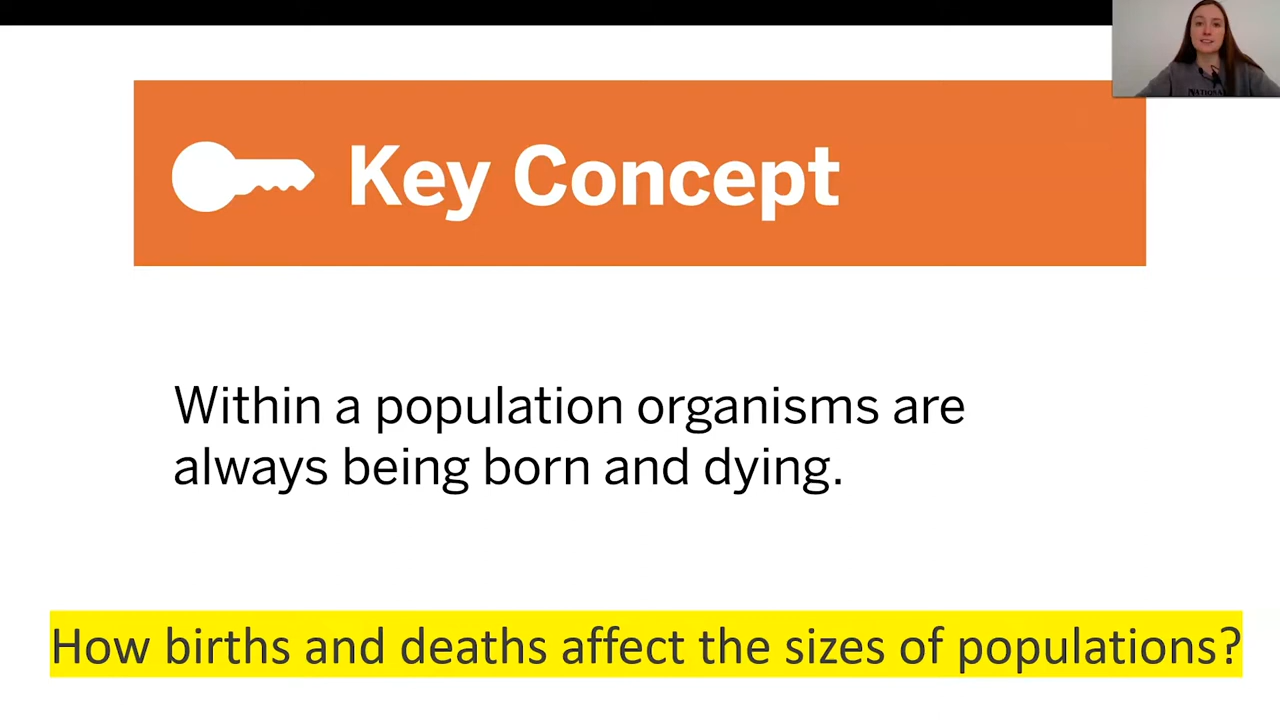 Key Concept
Within a population organisms are
always being born and dying.
How births and deaths affect the sizes of populations?